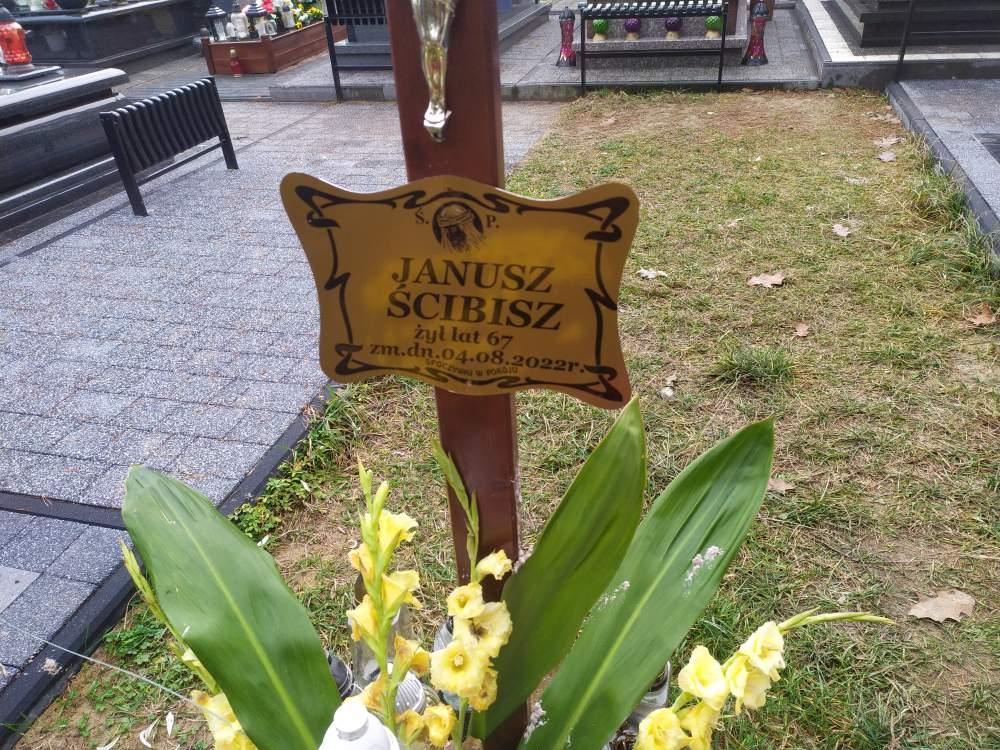 Ś. P.
JANUSZ
ŚCIBISZ
żył lat 67
zm.dn.04.08.2022r.
SPOCZYWAJ W POKOJU